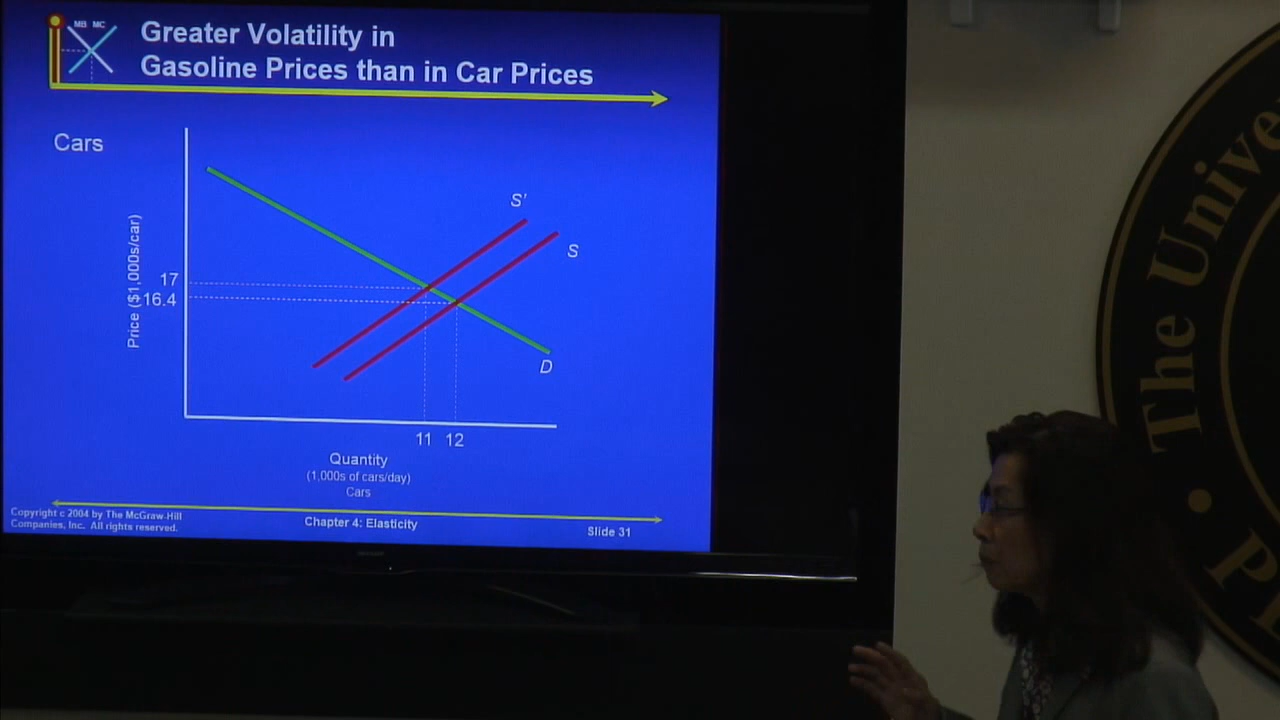 MB MC
Greater Volatility in
Gasoline Prices than in Car Prices
Cars
Price ($1,000s/car)
17
16.4
S'
S
D
11 12
Quantity
(1,000s of cars/day)
Cars
Copyright c 2004 by The McGraw-Hill
Companies, Inc. All rights reserved.
Chapter 4: Elasticity
Slide 31
The